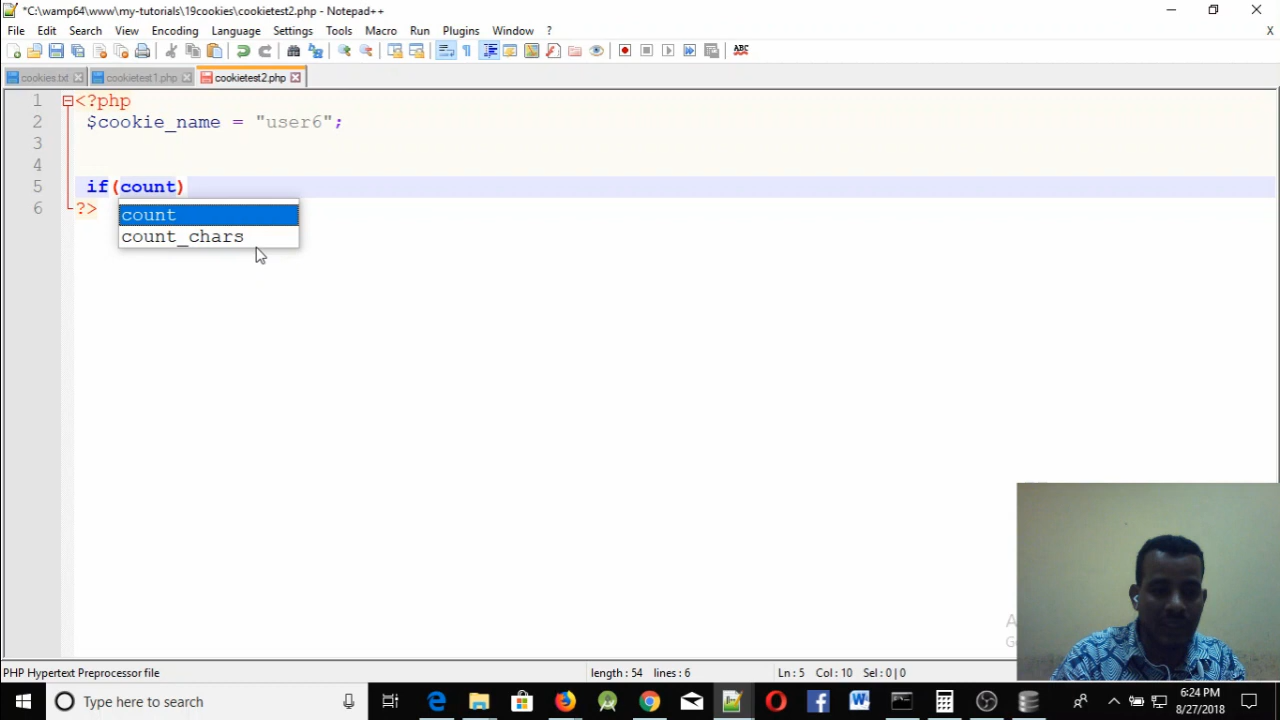 *C:\wamp64\www\my-tutorials\19cookies\cookietest2.php - Notepad++
File Edit Search View Encoding Language Settings Tools Macro Run Plugins Window ? X
cookies.txt cookietest1.php cookietest2.php
1 <?php
2 $cookie_name = "user6";
3
4
5 if(count)
6 ?>
count
count_chars
PHP Hypertext Preprocessor file length : 54 lines : 6 Ln : 5 Col : 10 Sel : 0 | 0
Type here to search
6:24 PM
8/27/2018